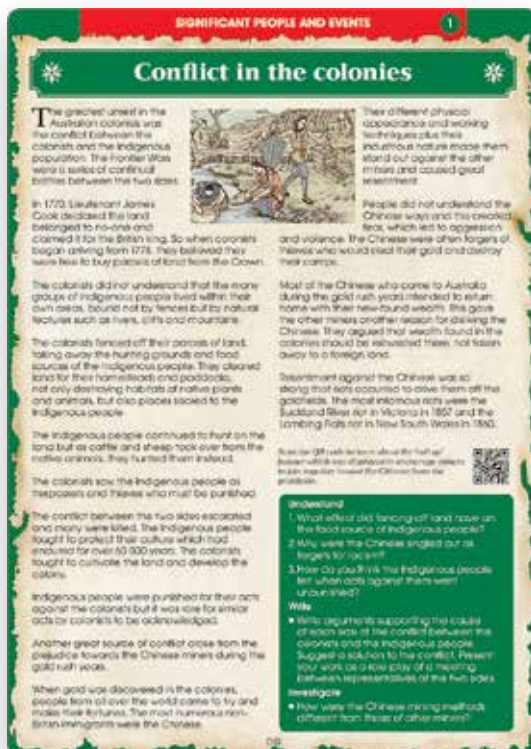 SIGNIFICANT PEOPLE AND EVENTS
1
Conflict in the colonies
The greatest unrest in the
Australian colonies was
the conflict between the
colonists and the Indigenous
population. The Frontier Wars
were a series of continual
battles between the two sides.
In 1770, Lieutenant James
Cook declared the land
belonged to no-one and
claimed it for the British king. So when colonists
began arriving from 1778, they believed they
were free to buy parcels of land from the Crown.
The colonists did not understand that the many
groups of Indigenous people lived within their
own areas, bound not by fences but by natural
features such as rivers, cliffs and mountains.
The colonists fenced off their parcels of land,
taking away the hunting grounds and food
sources of the Indigenous people. They cleared
land for their homesteads and paddocks,
not only destroying habitats of native plants
and animals, but also places sacred to the
Indigenous people.
The Indigenous people continued to hunt on the
land but as cattle and sheep took over from the
native animals, they hunted them instead.
The colonists saw the Indigenous people as
trespassers and thieves who must be punished.
The conflict between the two sides escalated
and many were killed. The Indigenous people
fought to protect their culture which had
endured for over 60 000 years. The colonists
fought to cultivate the land and develop the
colony.
Indigenous people were punished for their acts
against the colonists but it was rare for similar
acts by colonists to be acknowledged.
Another great source of conflict arose from the
prejudice towards the Chinese miners during the
gold rush years.
When gold was discovered in the colonies,
people from all over the world came to try and
make their fortunes. The most numerous non-
British immigrants were the Chinese.
Their different physical
appearance and working
techniques plus their
industrious nature made them
stand out against the other
miners and caused great
resentment.
People did not understand the
Chinese ways and this created
fear, which led to aggression
and violence. The Chinese were often targets of
thieves who would steal their gold and destroy
their camps.
Most of the Chinese who came to Australia
during the gold rush years intended to return
home with their new-found wealth. This gave
the other miners another reason for disliking the
Chinese. They argued that wealth found in the
colonies should be reinvested there, not taken
away to a foreign land.
Resentment against the Chinese was so
strong that riots occurred to drive them off the
goldfields. The most infamous riots were the
Buckland River riot in Victoria in 1857 and the
Lambing Flats riot in New South Wales in 1860.
Scan the QR code to learn about the
Understand
1. What effect did fencing off land have on
the food source of Indigenous people?
2. Why were the Chinese singled out as
targets for racism?
3. How do you think the Indigenous people
felt when acts against them went
unpunished?
Write
• Write arguments supporting the cause
of each side of the conflict between the
colonists and the Indigenous people.
Suggest a solution to the conflict. Present
your work as a role-play of a meeting
between representatives of the two sides.
Investigate
• How were the Chinese mining methods
different from those of other miners?